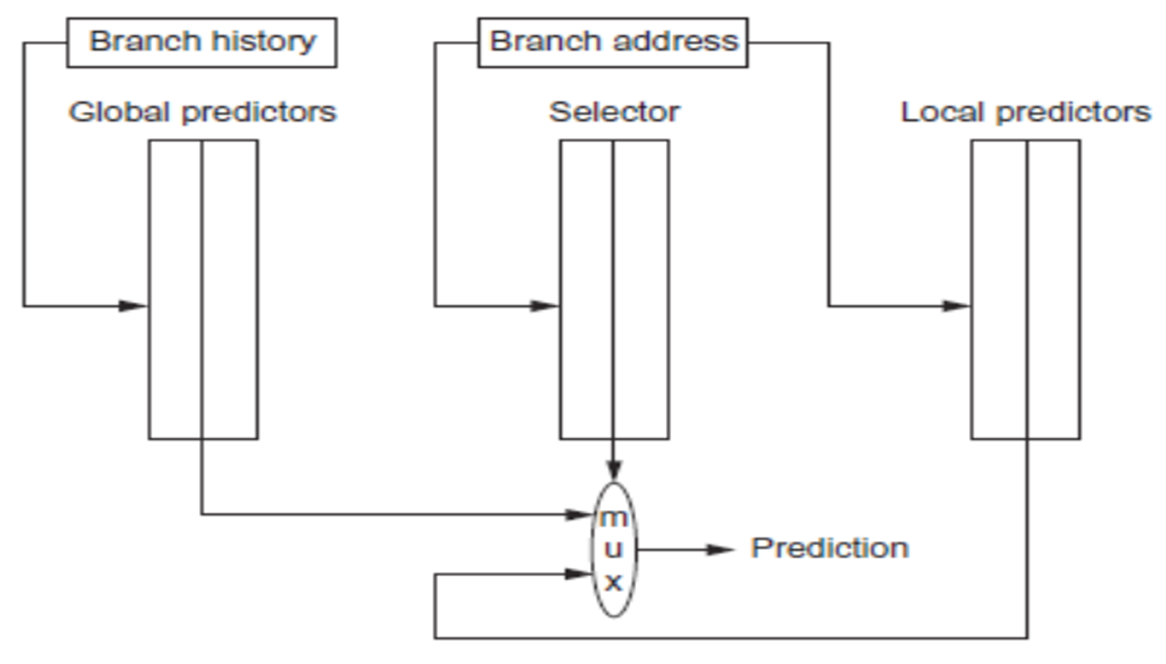 Branch history
Branch address
Global predictors
Selector
Local predictors
m
u
x
Prediction